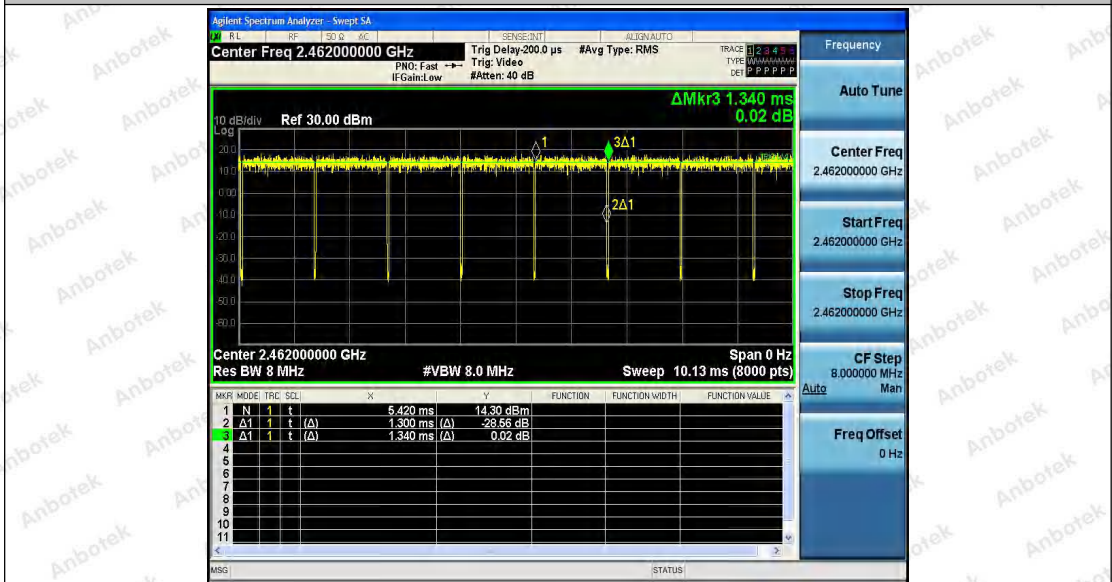 Agilent Spectrum Analyzer - Swept SA
RL RF 50 Ω AC SENSE:INT ALIGNAUTO
Center Freq 2.462000000 GHz
PNO: Fast
IFGain:Low
Trig Delay-200.0 µs
Trig: Video
#Atten: 40 dB
#Avg Type: RMS
TRACE 1 2 3 4 5 6
TYPE
DET P P P P P P
ΔMkr3 1.340 ms
0.02 dB
10 dB/div Ref 30.00 dBm
Log
20.0
10.0
0.00
-10.0
-20.0
-30.0
-40.0
-50.0
-60.0
1
3Δ1
2Δ1
Center 2.462000000 GHz Span 0 Hz
Res BW 8 MHz #VBW 8.0 MHz Sweep 10.13 ms (8000 pts)
MKR MODE TRC SCL X Y FUNCTION FUNCTION WIDTH FUNCTION VALUE
1 N 1 t 5.420 ms 14.30 dBm
2 Δ1 1 t (Δ) 1.300 ms (Δ) -28.56 dB
3 Δ1 1 t (Δ) 1.340 ms (Δ) 0.02 dB
4
5
6
7
8
9
10
11
MSG STATUS
Frequency
Auto Tune
Center Freq
2.462000000 GHz
Start Freq
2.462000000 GHz
Stop Freq
2.462000000 GHz
CF Step
8.000000 MHz
Auto Man
Freq Offset
0 Hz
Anbotek